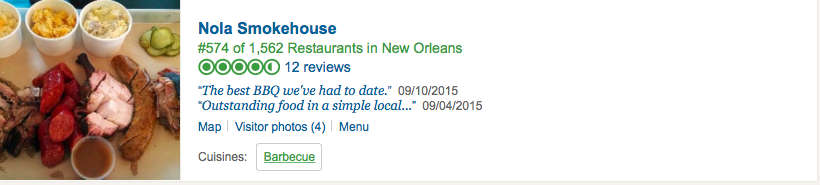 Nola Smokehouse
#574 of 1,562 Restaurants in New Orleans
12 reviews
“The best BBQ we've had to date.” 09/10/2015
“Outstanding food in a simple local...” 09/04/2015
Map | Visitor photos (4) | Menu
Cuisines: Barbecue